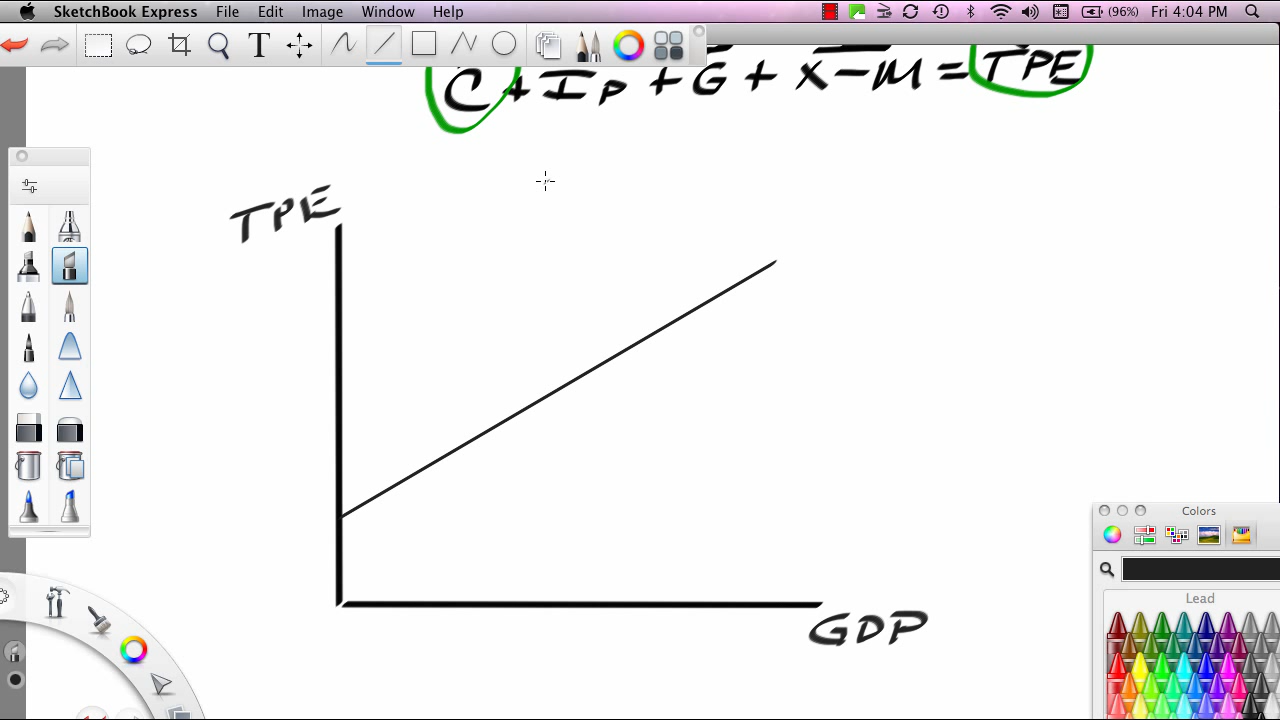 SketchBook Express File Edit Image Window Help (96%) Fri 4:04 PM
T
C + IP + G + X - M = TPE
TPE
Colors
Lead
GDP